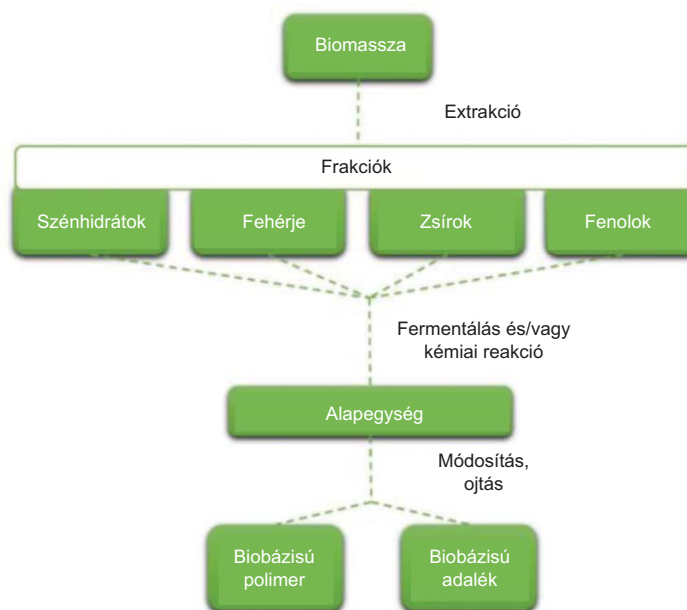 Biomassza
Extrakció
Frakciók
Szénhidrátok
Fehérje
Zsírok
Fenolok
Fermentálás és/vagy
kémiai reakció
Alapegység
Módosítás,
ojtás
Biobázisú
polimer
Biobázisú
adalék